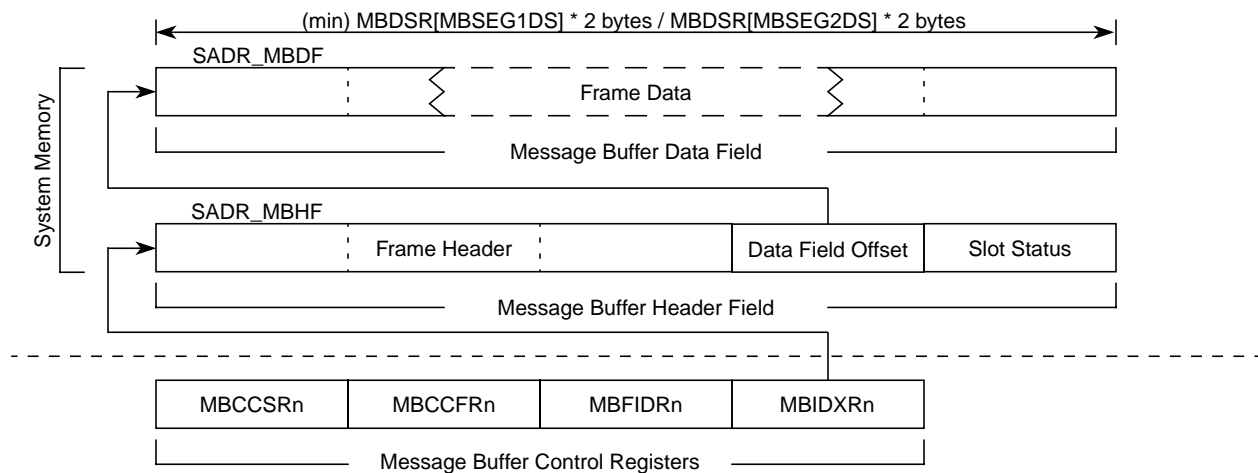 (min) MBDSR[MBSEG1DS] * 2 bytes / MBDSR[MBSEG2DS] * 2 bytes
SADR_MBDF
Frame Data
Message Buffer Data Field
System Memory
SADR_MBHF
Frame Header
Data Field Offset
Slot Status
Message Buffer Header Field
MBCCSRn
MBCCFRn
MBFIDRn
MBIDXRn
Message Buffer Control Registers